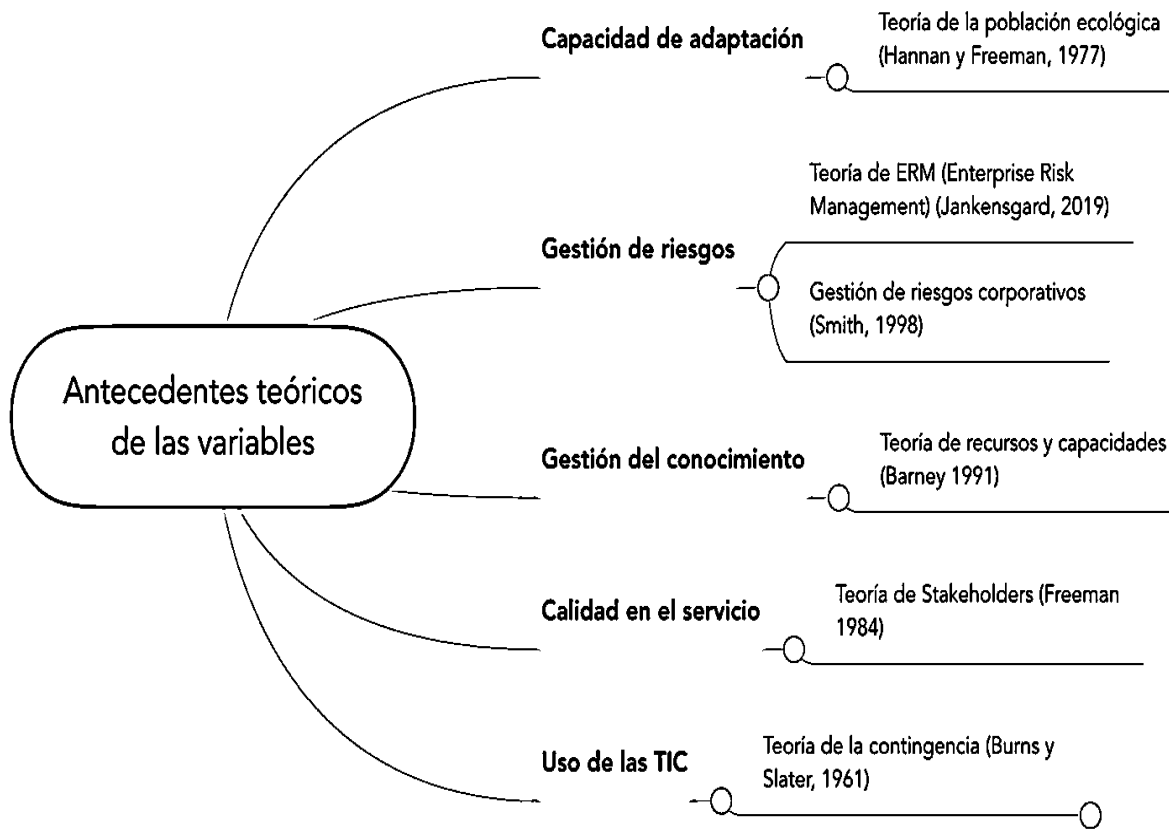 Capacidad de adaptación
Teoría de la población ecológica
(Hannan y Freeman, 1977)
Teoría de ERM (Enterprise Risk
Management) (Jankensgard, 2019)
Gestión de riesgos
Gestión de riesgos corporativos
(Smith, 1998)
Antecedentes teóricos
de las variables
Gestión del conocimiento
Teoría de recursos y capacidades
(Barney 1991)
Calidad en el servicio
Teoría de Stakeholders (Freeman
1984)
Uso de las TIC
Teoría de la contingencia (Burns y
Slater, 1961)